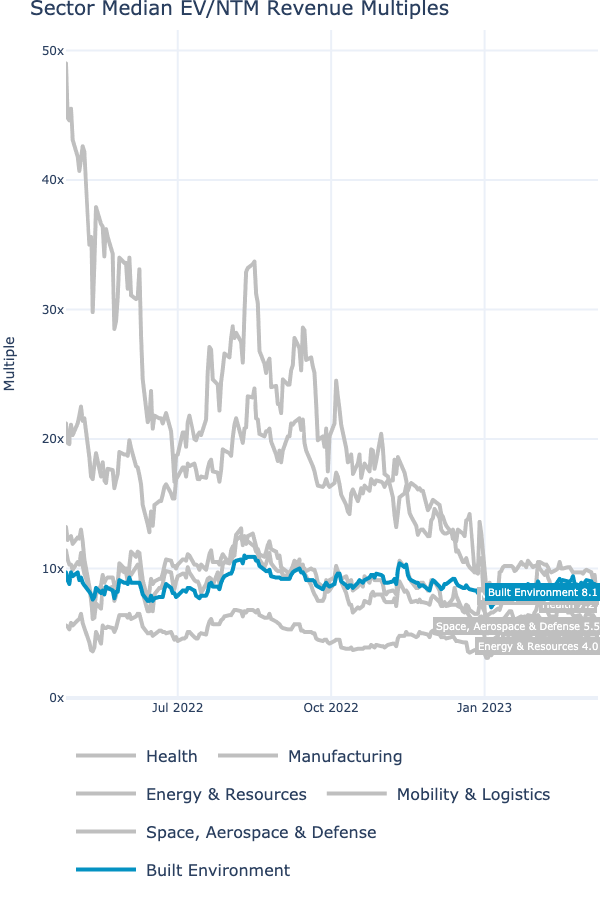 Sector Median EV/NTM Revenue Multiples
50x
40x
30x
20x
10x
0x
Multiple
Built Environment 8.1
Health 7.2
Space, Aerospace & Defense 5.5
Energy & Resources 4.0
Jul 2022
Oct 2022
Jan 2023
Health
Manufacturing
Energy & Resources
Mobility & Logistics
Space, Aerospace & Defense
Built Environment